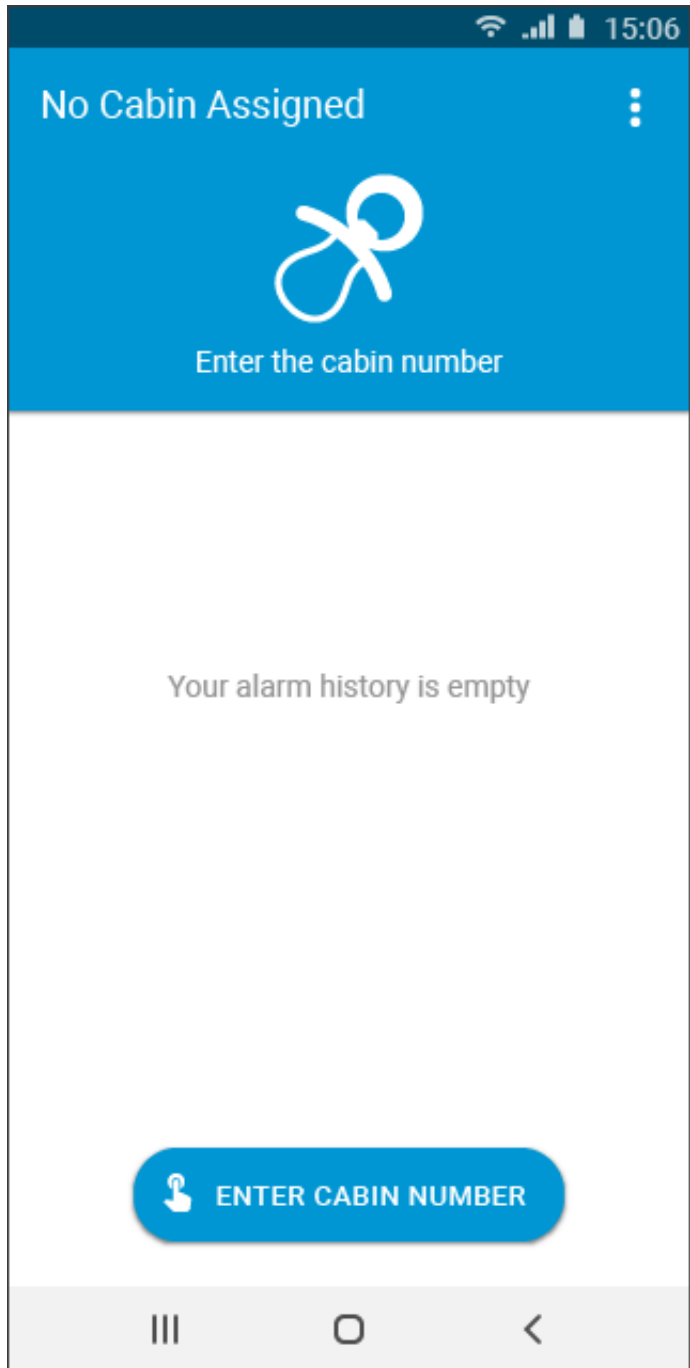 15:06
No Cabin Assigned
Enter the cabin number
Your alarm history is empty
ENTER CABIN NUMBER